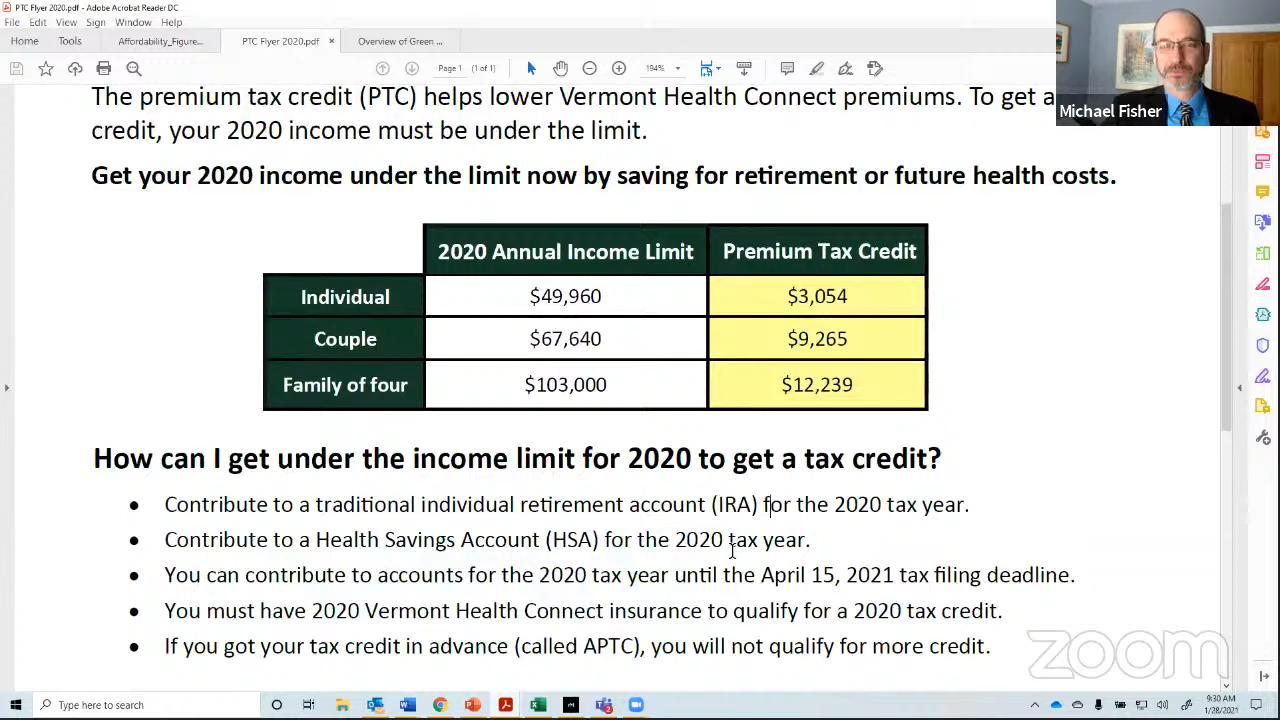 PTC Flyer 2020.pdf - Adobe Acrobat Reader DC
File Edit View Sign Window Help
Home Tools Affordability_Figure... PTC Flyer 2020.pdf × Overview of Green ...
Page 1 (1 of 1) 194%
Michael Fisher
The premium tax credit (PTC) helps lower Vermont Health Connect premiums. To get a
credit, your 2020 income must be under the limit.
Get your 2020 income under the limit now by saving for retirement or future health costs.
2020 Annual Income Limit Premium Tax Credit
Individual $49,960 $3,054
Couple $67,640 $9,265
Family of four $103,000 $12,239
How can I get under the income limit for 2020 to get a tax credit?
• Contribute to a traditional individual retirement account (IRA) for the 2020 tax year.
• Contribute to a Health Savings Account (HSA) for the 2020 tax year.
• You can contribute to accounts for the 2020 tax year until the April 15, 2021 tax filing deadline.
• You must have 2020 Vermont Health Connect insurance to qualify for a 2020 tax credit.
• If you got your tax credit in advance (called APTC), you will not qualify for more credit.
zoom
Type here to search
9:30 AM
1/28/2021